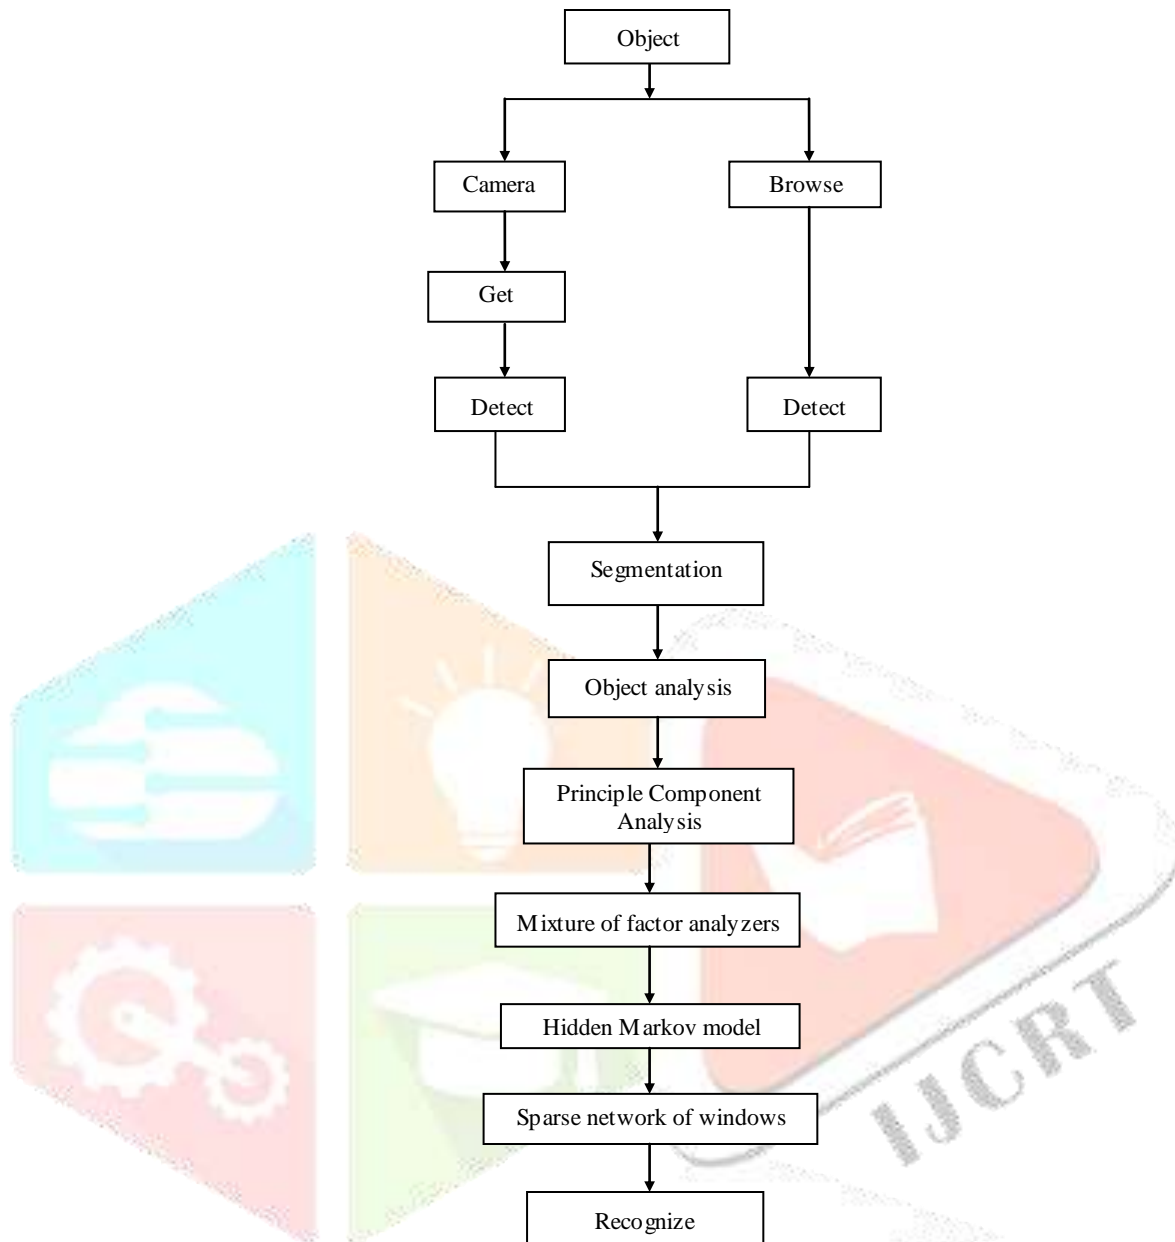 Object
Camera
Browse
Get
Detect
Detect
Segmentation
Object analysis
Principle Component
Analysis
Mixture of factor analyzers
Hidden Markov model
Sparse network of windows
Recognize
IJCRT